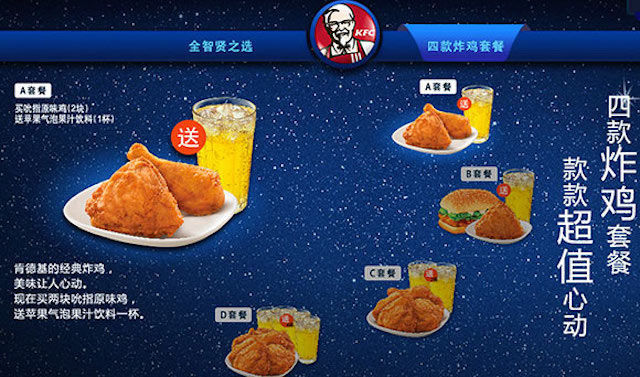 全智贤之选
KFC
四款炸鸡套餐
A套餐
买吮指原味鸡(2块)
送苹果气泡果汁饮料(1杯)
送
肯德基的经典炸鸡，
美味让人心动。
现在买两块吮指原味鸡，
送苹果气泡果汁饮料一杯。
A套餐
送
B套餐
送
C套餐
送
D套餐
送
四款炸鸡套餐
款款超值心动